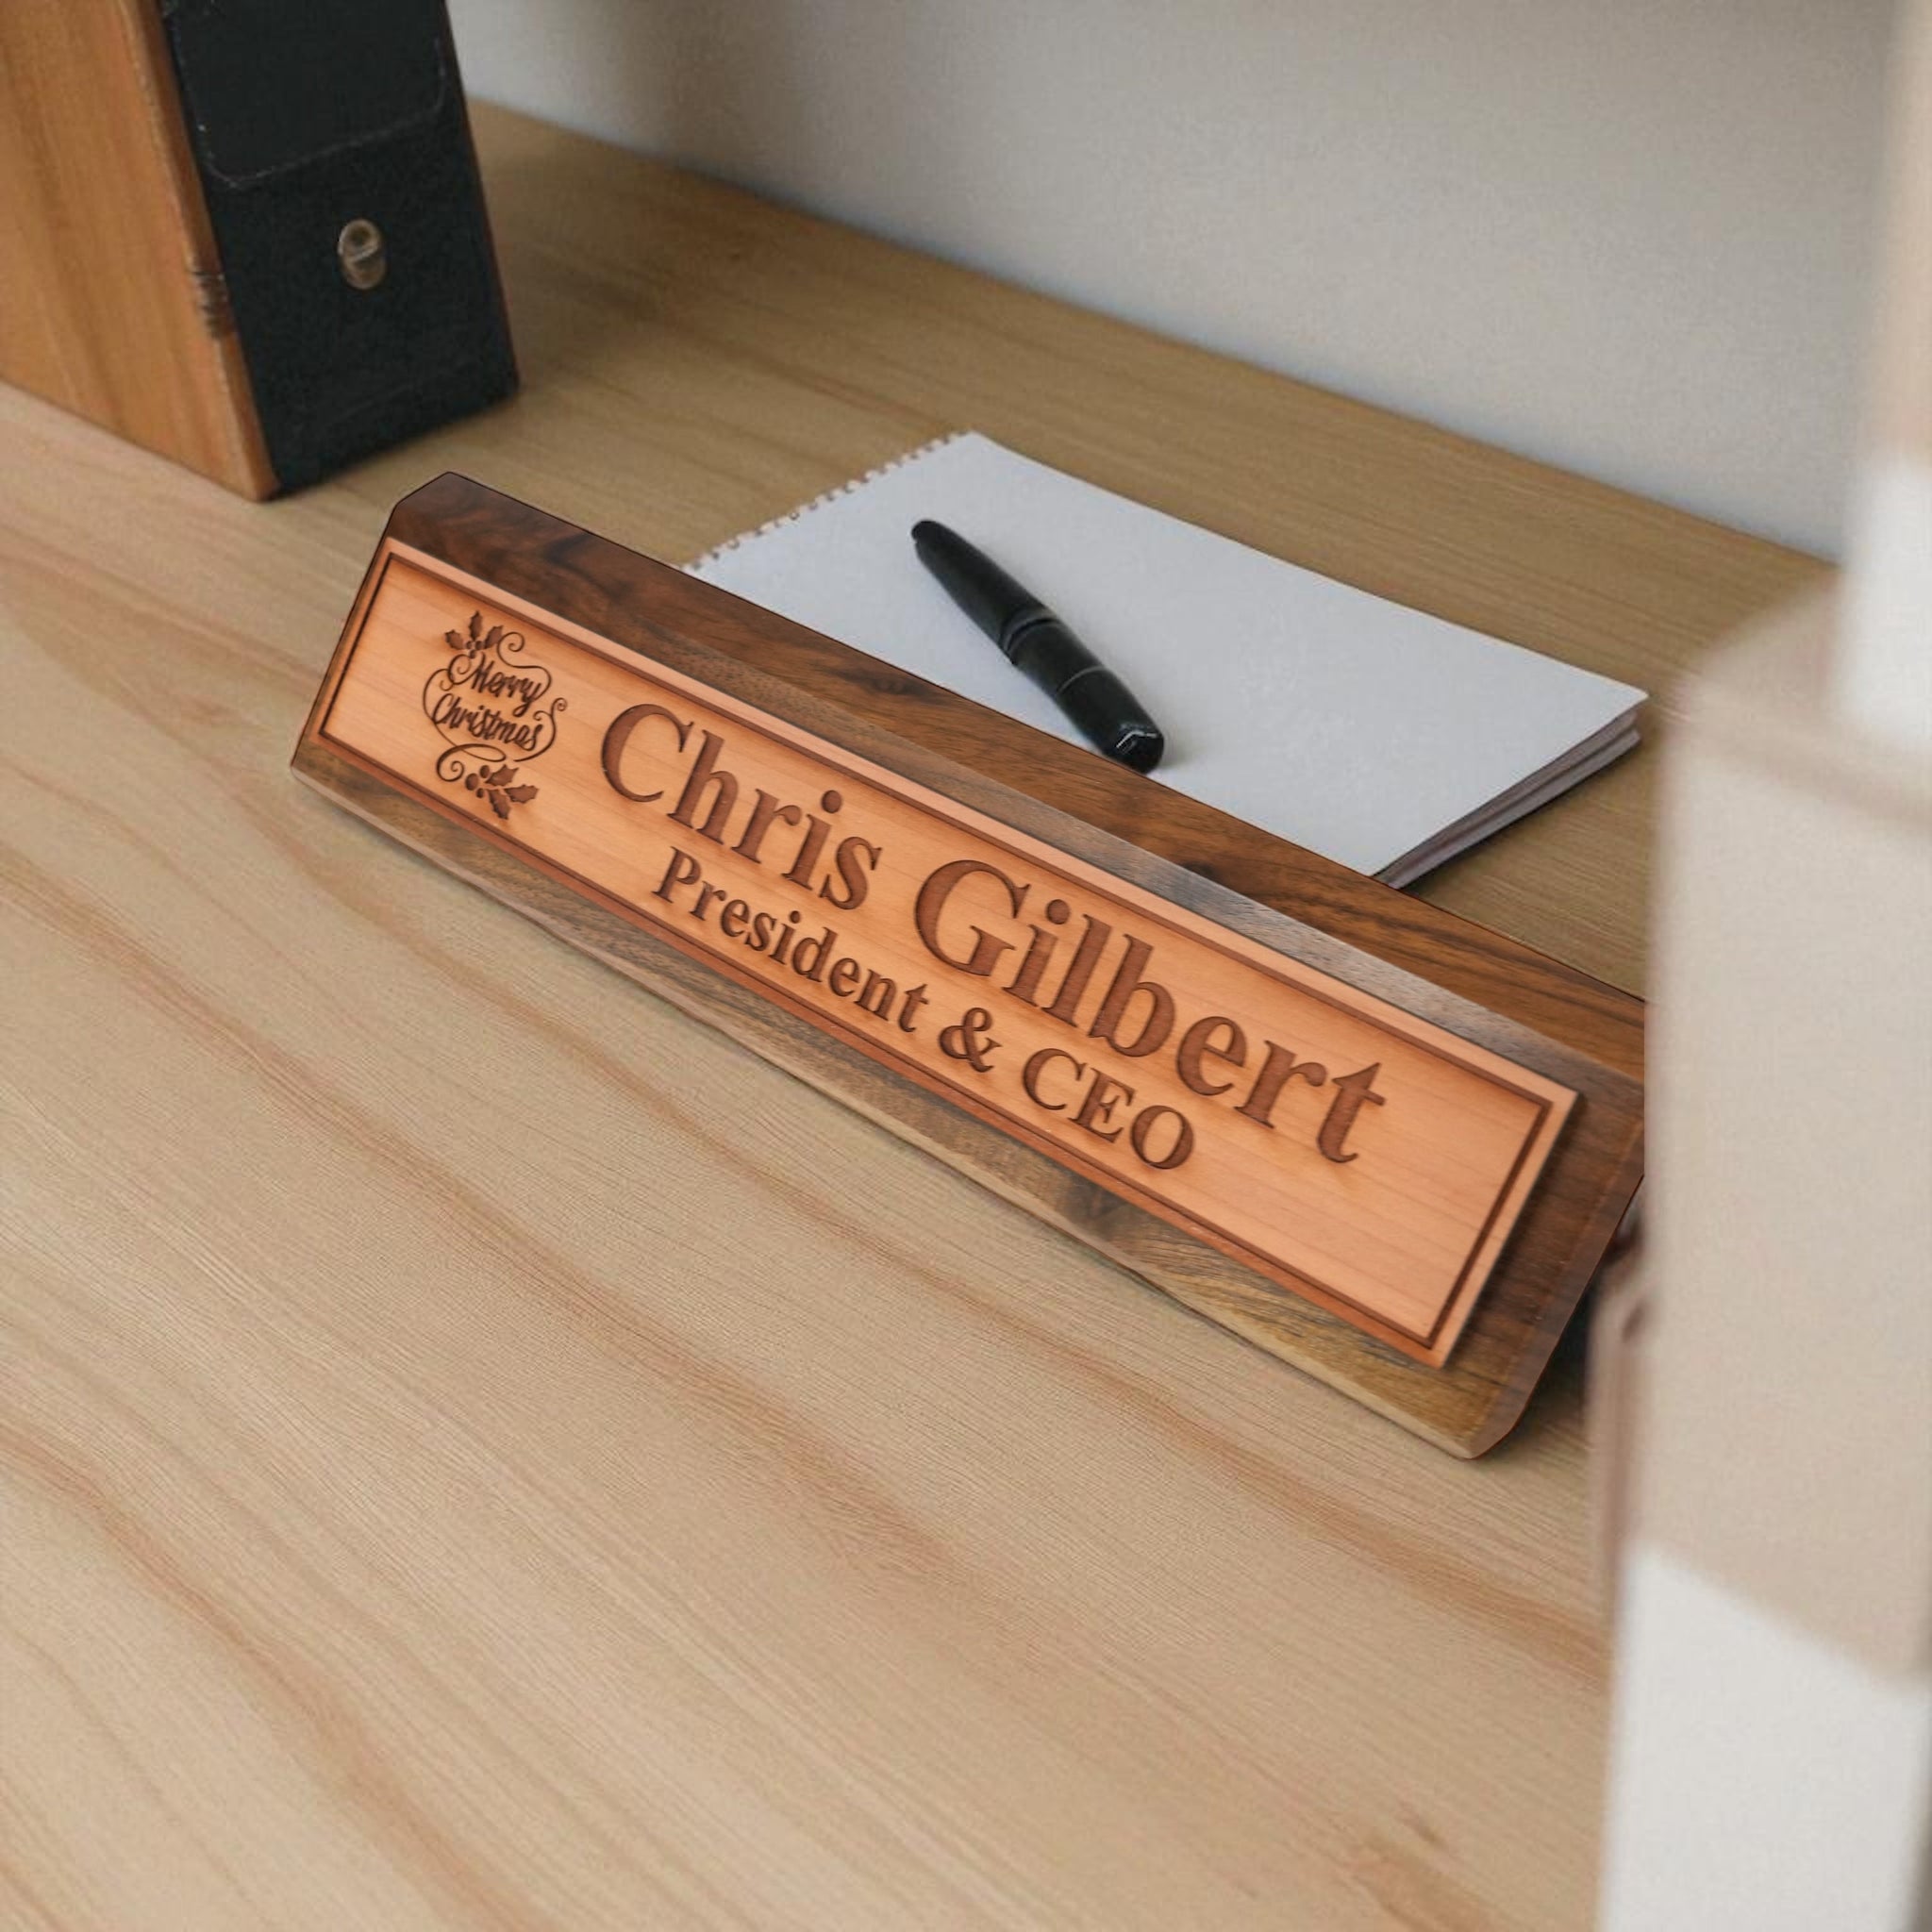 Merry
Christmas
Chris Gilbert
President & CEO